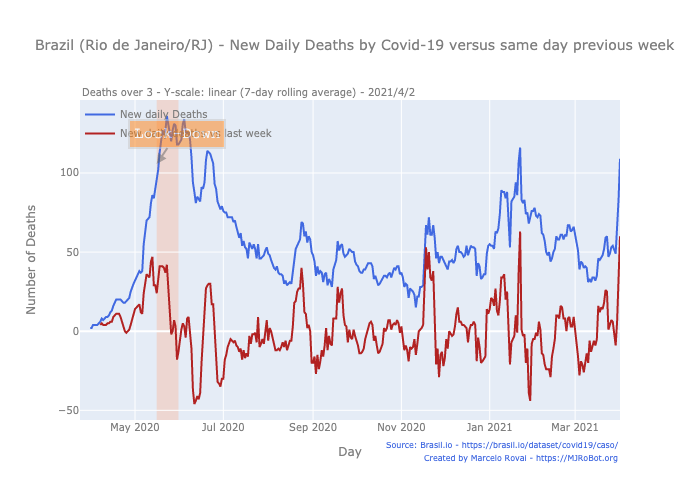 Brazil (Rio de Janeiro/RJ) - New Daily Deaths by Covid-19 versus same day previous week
Deaths over 3 - Y-scale: linear (7-day rolling average) - 2021/4/2
New daily Deaths
last week
Number of Deaths
100
50
0
−50
May 2020
Jul 2020
Sep 2020
Nov 2020
Jan 2021
Mar 2021
Day
Source: Brasil.io - https://brasil.io/dataset/covid19/caso/
Created by Marcelo Rovai - https://MJRoBot.org